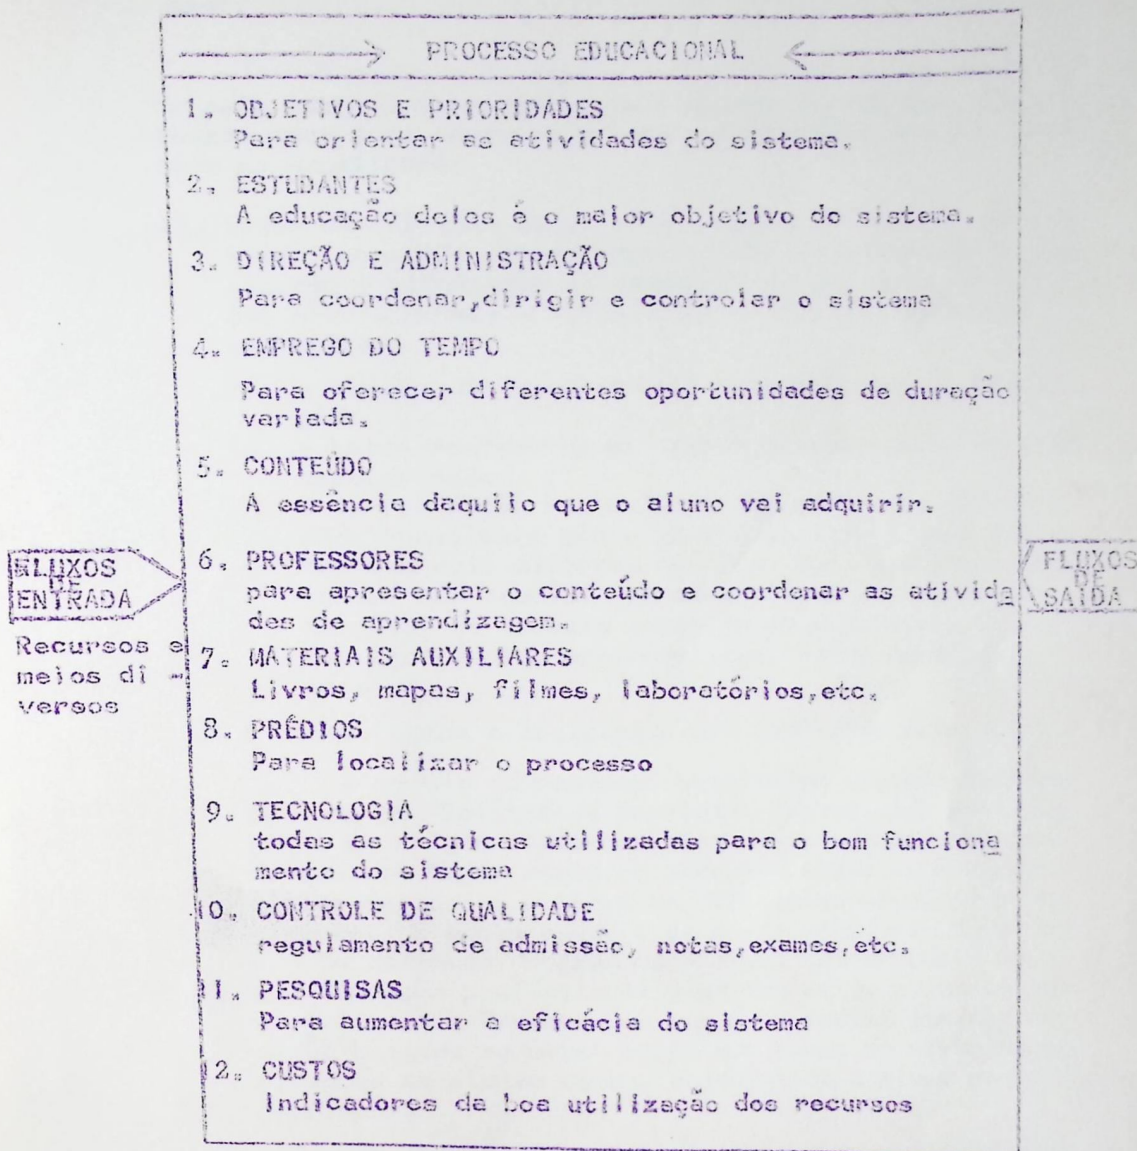 PROCESSO EDUCACIONAL
1. OBJETIVOS E PRIORIDADES
Para orientar as atividades do sistema.
2. ESTUDANTES
A educação deles é o maior objetivo do sistema.
3. DIREÇÃO E ADMINISTRAÇÃO
Para coordenar,dirigir e controlar o sistema
4. EMPREGO DO TEMPO
Para oferecer diferentes oportunidades de duração
variada.
5. CONTEÚDO
A essência daquilo que o aluno vai adquirir.
6. PROFESSORES
para apresentar o conteúdo e coordenar as ativida
des de aprendizagem.
7. MATERIAIS AUXILIARES
Livros, mapas, filmes, laboratórios,etc.
8. PRÉDIOS
Para localizar o processo
9. TECNOLOGIA
todas as técnicas utilizadas para o bom funciona
mento do sistema
10. CONTROLE DE QUALIDADE
regulamento de admissão, notas,exames,etc.
11. PESQUISAS
Para aumentar a eficácia do sistema
12. CUSTOS
Indicadores da boa utilização dos recursos
FLUXOS
DE
ENTRADA
Recursos e
meios di -
versos
FLUXOS
DE
SAÍDA